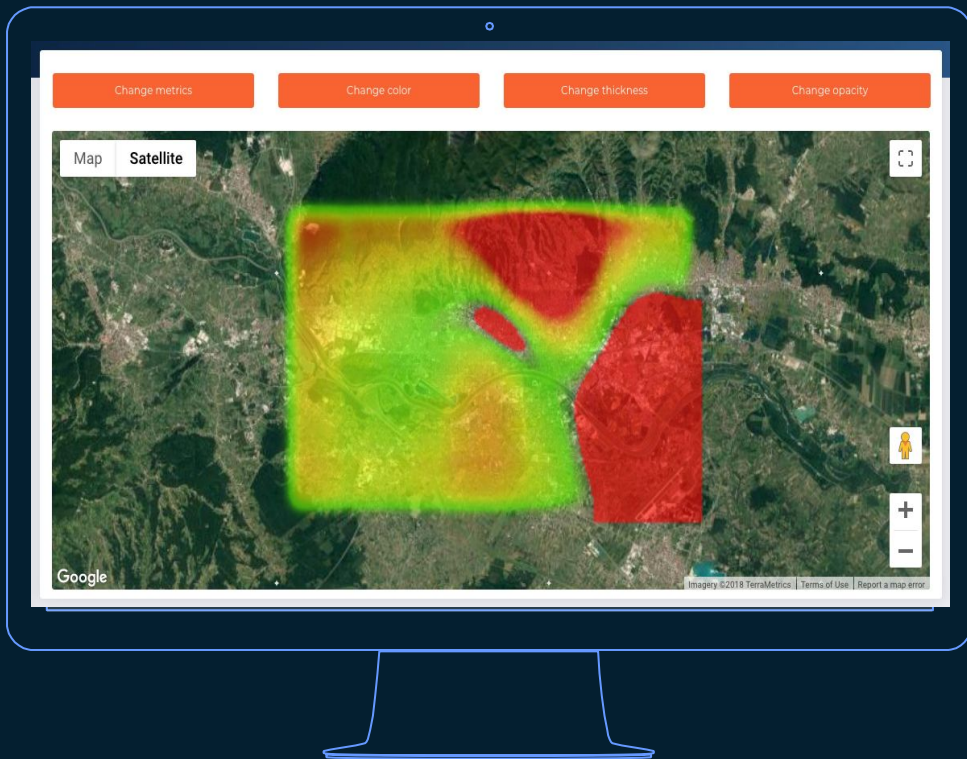 Change metrics
Change color
Change thickness
Change opacity
Map
Satellite
Google
Imagery ©2018 TerraMetrics
Terms of Use
Report a map error